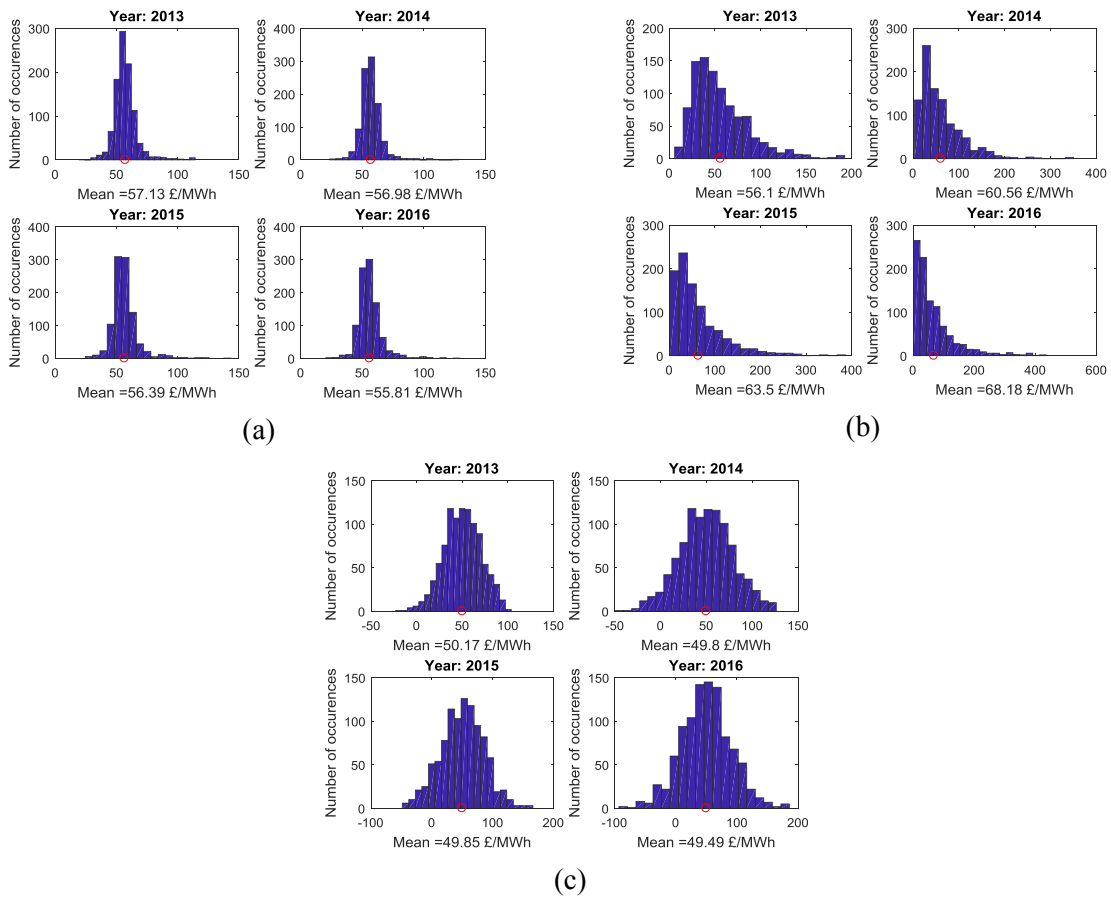 Year: 2013
Number of occurences
300
200
100
0
0 50 100 150
Mean =57.13 £/MWh
Year: 2014
Number of occurences
400
300
200
100
0
0 50 100 150
Mean =56.98 £/MWh
Year: 2015
Number of occurences
400
300
200
100
0
0 50 100 150
Mean =56.39 £/MWh
Year: 2016
Number of occurences
400
300
200
100
0
0 50 100 150
Mean =55.81 £/MWh
(a)
Year: 2013
Number of occurences
200
150
100
50
0
0 50 100 150 200
Mean =56.1 £/MWh
Year: 2014
Number of occurences
300
200
100
0
0 100 200 300 400
Mean =60.56 £/MWh
Year: 2015
Number of occurences
300
200
100
0
0 100 200 300 400
Mean =63.5 £/MWh
Year: 2016
Number of occurences
300
200
100
0
0 200 400 600
Mean =68.18 £/MWh
(b)
Year: 2013
Number of occurences
150
100
50
0
-50 0 50 100 150
Mean =50.17 £/MWh
Year: 2014
Number of occurences
150
100
50
0
-50 0 50 100 150
Mean =49.8 £/MWh
Year: 2015
Number of occurences
150
100
50
0
-100 0 100 200
Mean =49.85 £/MWh
Year: 2016
Number of occurences
150
100
50
0
-100 0 100 200
Mean =49.49 £/MWh
(c)